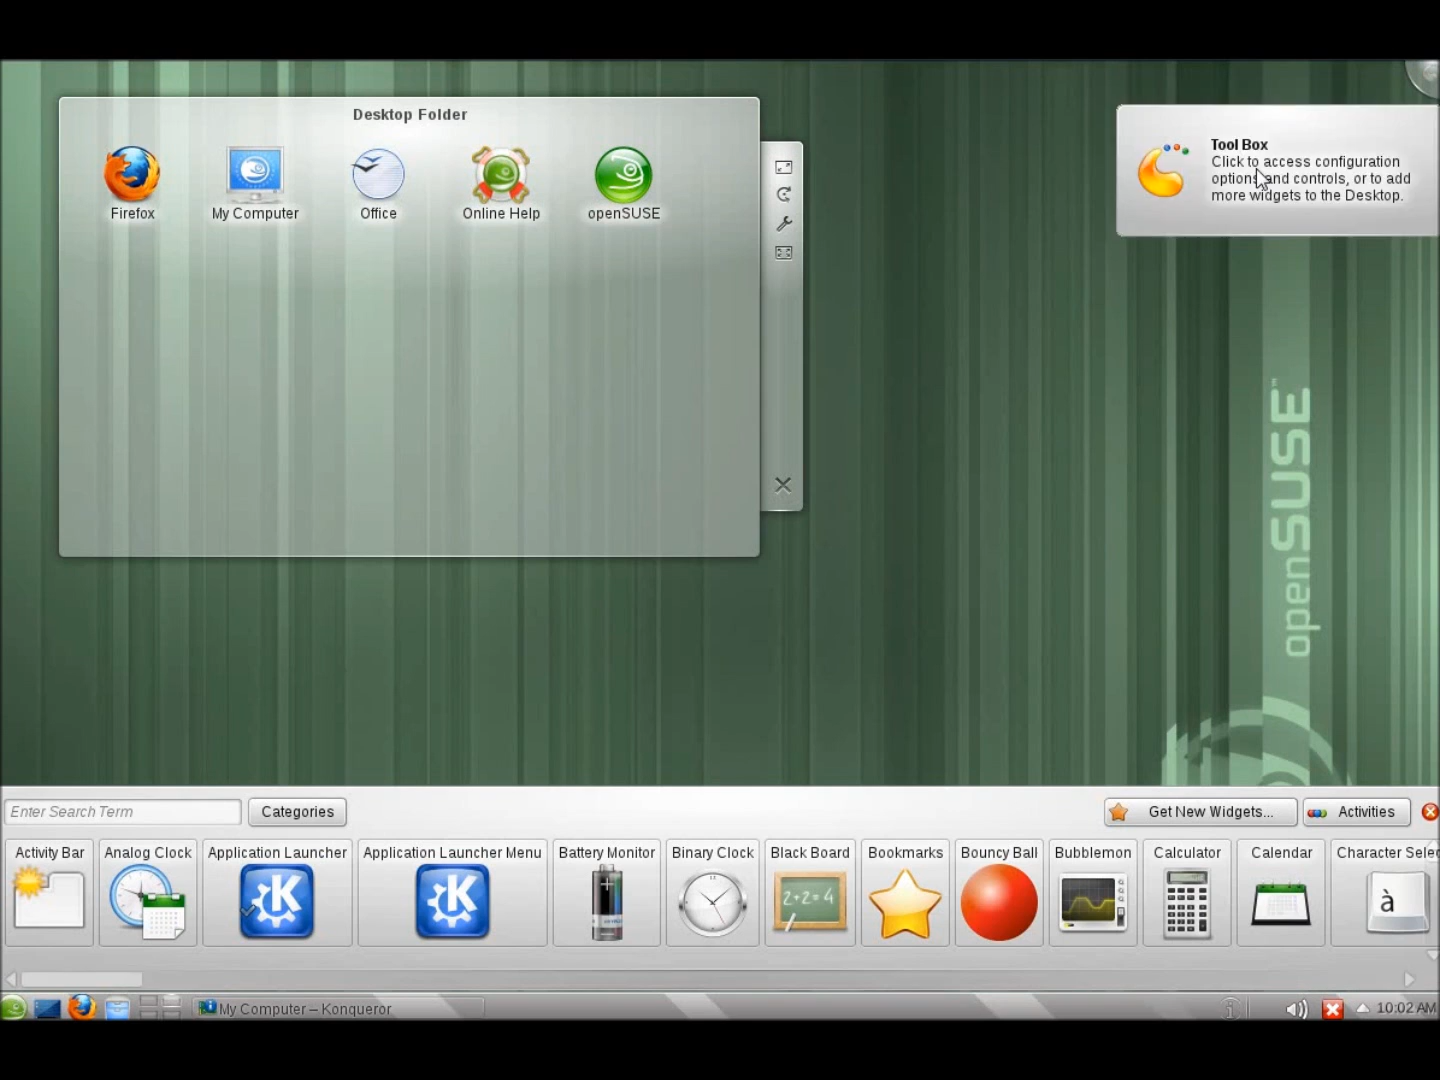 Desktop Folder
Firefox
My Computer
Office
Online Help
openSUSE
Tool Box
Click to access configuration
options and controls, or to add
more widgets to the Desktop.
openSUSE™
Enter Search Term
Categories
Get New Widgets...
Activities
Activity Bar
Analog Clock
Application Launcher
Application Launcher Menu
Battery Monitor
Binary Clock
Black Board
2+2=4
Bookmarks
Bouncy Ball
Bubblemon
Calculator
Calendar
Character Selec
à
My Computer – Konqueror
10:02 AM